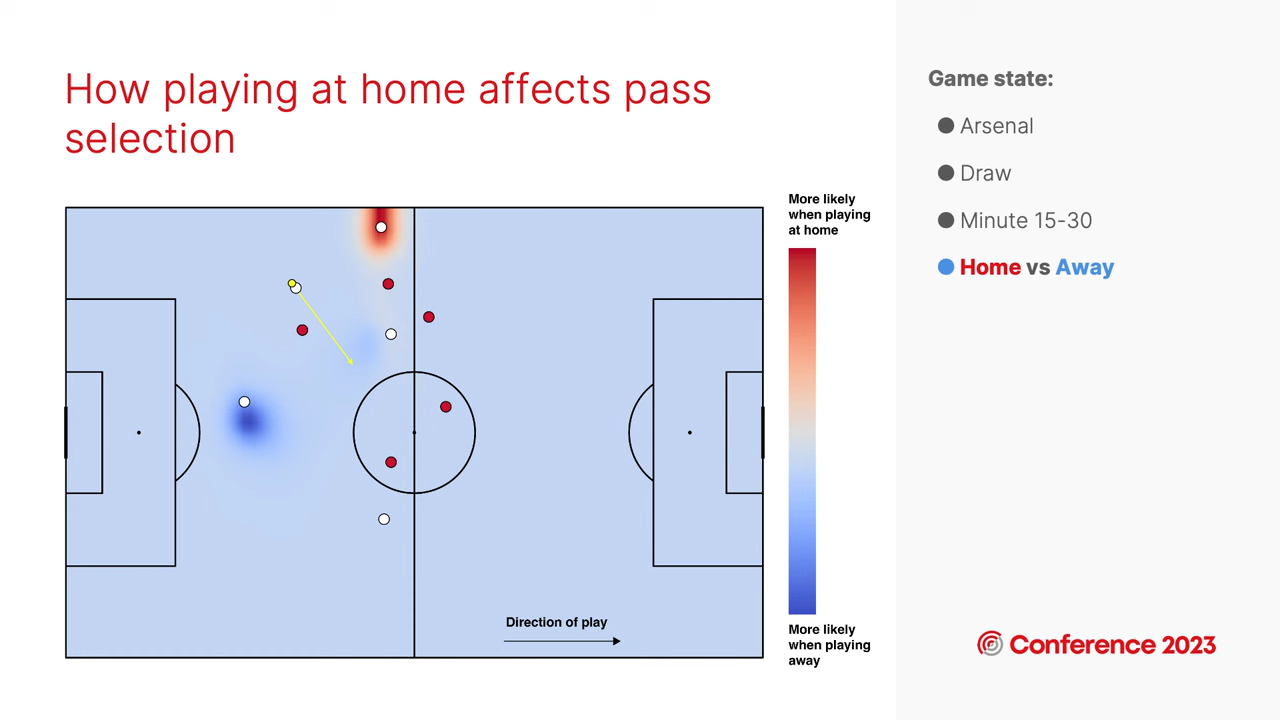 How playing at home affects pass
selection
More likely
when playing
at home
Direction of play
More likely
when playing
away
Game state:
Arsenal
Draw
Minute 15-30
Home vs Away
Conference 2023